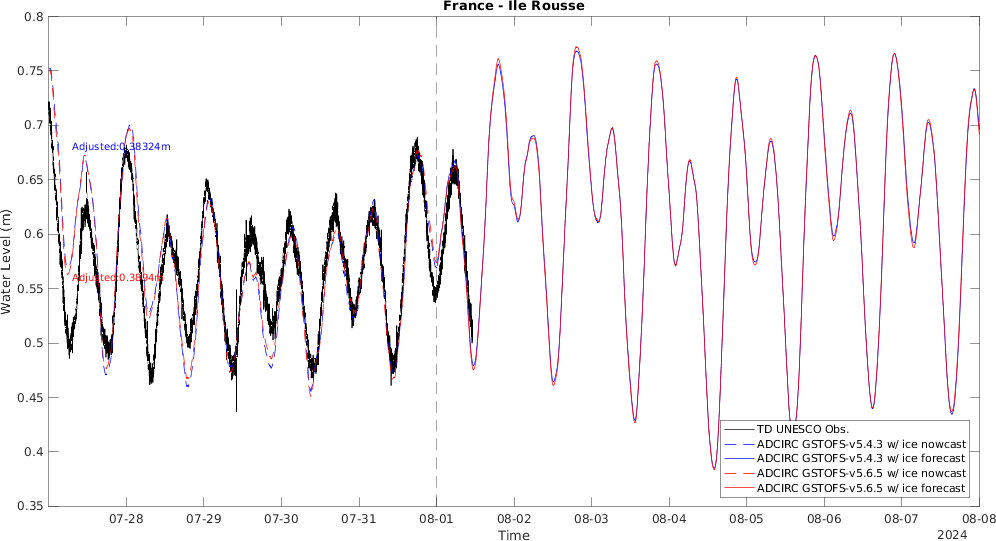 France - Ile Rousse
0.8
0.75
0.7
0.65
0.6
0.55
0.5
0.45
0.4
0.35
Water Level (m)
Adjusted:0.38324m
Adjusted:0.3894m
TD UNESCO Obs.
ADCIRC GSTOFS-v5.4.3 w/ ice nowcast
ADCIRC GSTOFS-v5.4.3 w/ ice forecast
ADCIRC GSTOFS-v5.6.5 w/ ice nowcast
ADCIRC GSTOFS-v5.6.5 w/ ice forecast
07-28 07-29 07-30 07-31 08-01 08-02 08-03 08-04 08-05 08-06 08-07 08-08
Time
2024